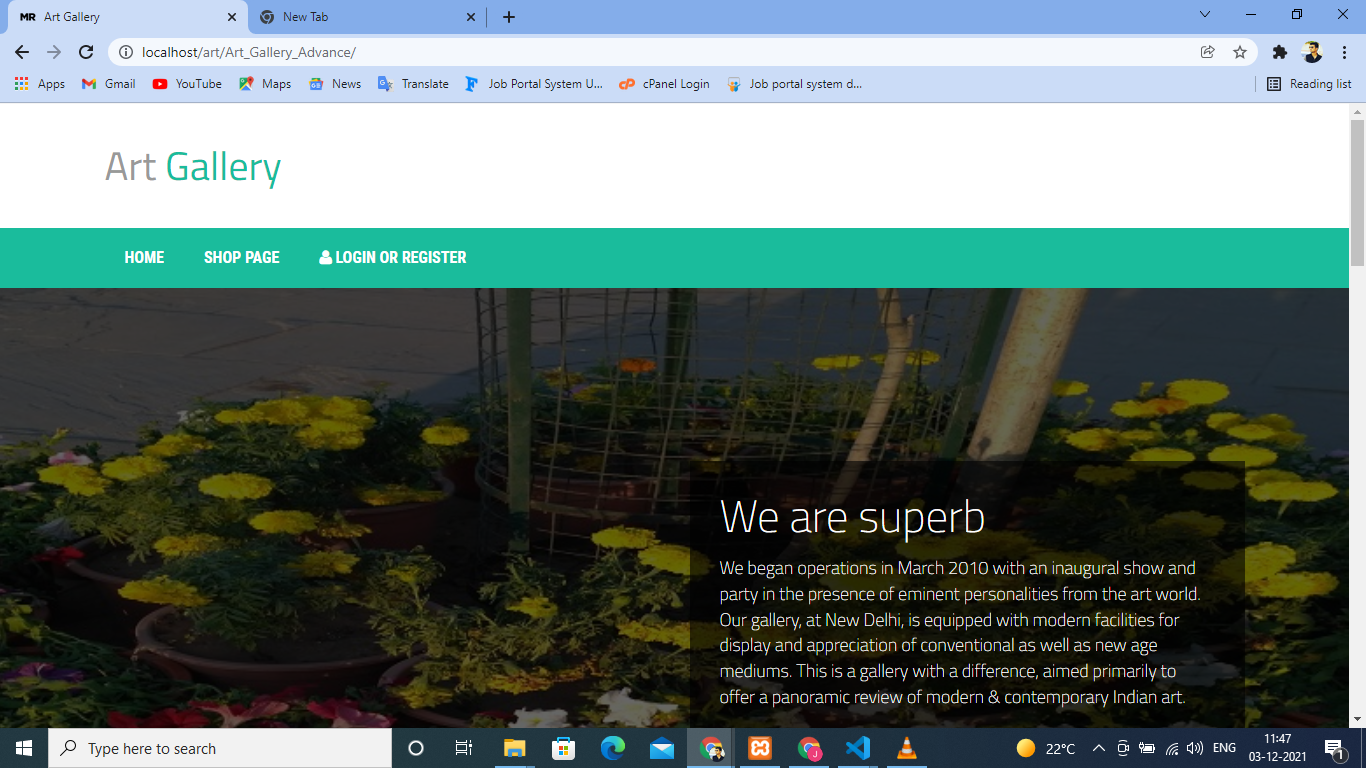 MR Art Gallery
New Tab
localhost/art/Art_Gallery_Advance/
Apps
Gmail
YouTube
Maps
News
Translate
Job Portal System U...
cPanel Login
Job portal system d...
Reading list
Art Gallery
HOME
SHOP PAGE
LOGIN OR REGISTER
We are superb
We began operations in March 2010 with an inaugural show and
party in the presence of eminent personalities from the art world.
Our gallery, at New Delhi, is equipped with modern facilities for
display and appreciation of conventional as well as new age
mediums. This is a gallery with a difference, aimed primarily to
offer a panoramic review of modern & contemporary Indian art.
Type here to search
J
22°C
ENG
11:47
03-12-2021
1